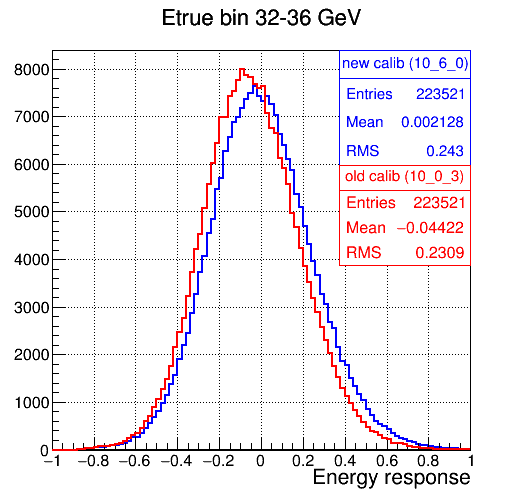 Etrue bin 32-36 GeV
new calib (10_6_0)
Entries 223521
Mean 0.002128
RMS 0.243
old calib (10_0_3)
Entries 223521
Mean −0.04422
RMS 0.2309
8000
7000
6000
5000
4000
3000
2000
1000
0
−1 −0.8 −0.6 −0.4 −0.2 0 0.2 0.4 0.6 0.8 1
Energy response